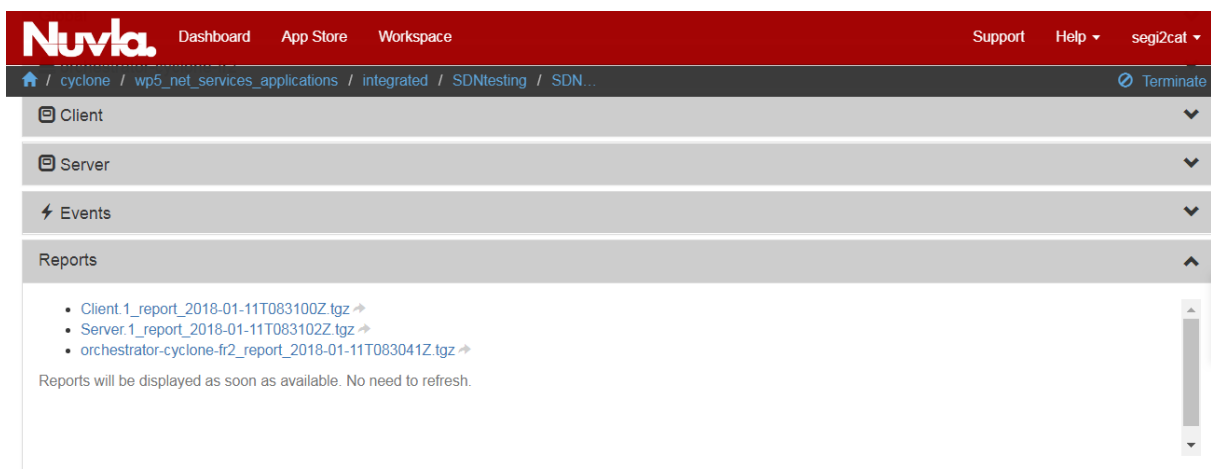 Nuvla. Dashboard App Store Workspace Support Help segi2cat
/ cyclone / wp5_net_services_applications / integrated / SDNtesting / SDN... Terminate
Client
Server
Events
Reports
Client.1_report_2018-01-11T083100Z.tgz
Server.1_report_2018-01-11T083102Z.tgz
orchestrator-cyclone-fr2_report_2018-01-11T083041Z.tgz
Reports will be displayed as soon as available. No need to refresh.